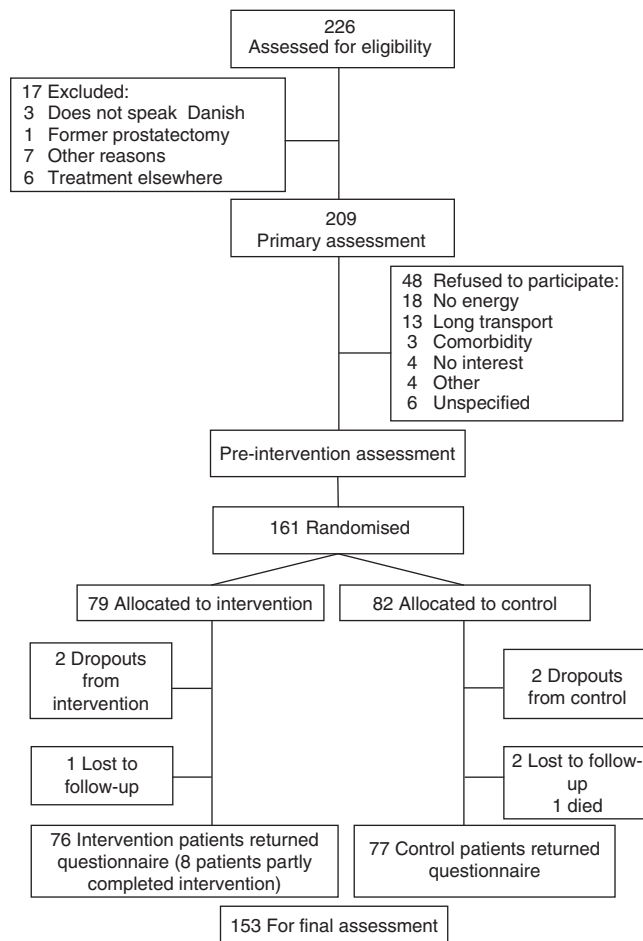 226
Assessed for eligibility
17 Excluded:
3 Does not speak Danish
1 Former prostatectomy
7 Other reasons
6 Treatment elsewhere
209
Primary assessment
48 Refused to participate:
18 No energy
13 Long transport
3 Comorbidity
4 No interest
4 Other
6 Unspecified
Pre-intervention assessment
161 Randomised
79 Allocated to intervention
82 Allocated to control
2 Dropouts
from
intervention
2 Dropouts
from control
1 Lost to
follow-up
2 Lost to follow-
up
1 died
76 Intervention patients returned
questionnaire (8 patients partly
completed intervention)
77 Control patients returned
questionnaire
153 For final assessment